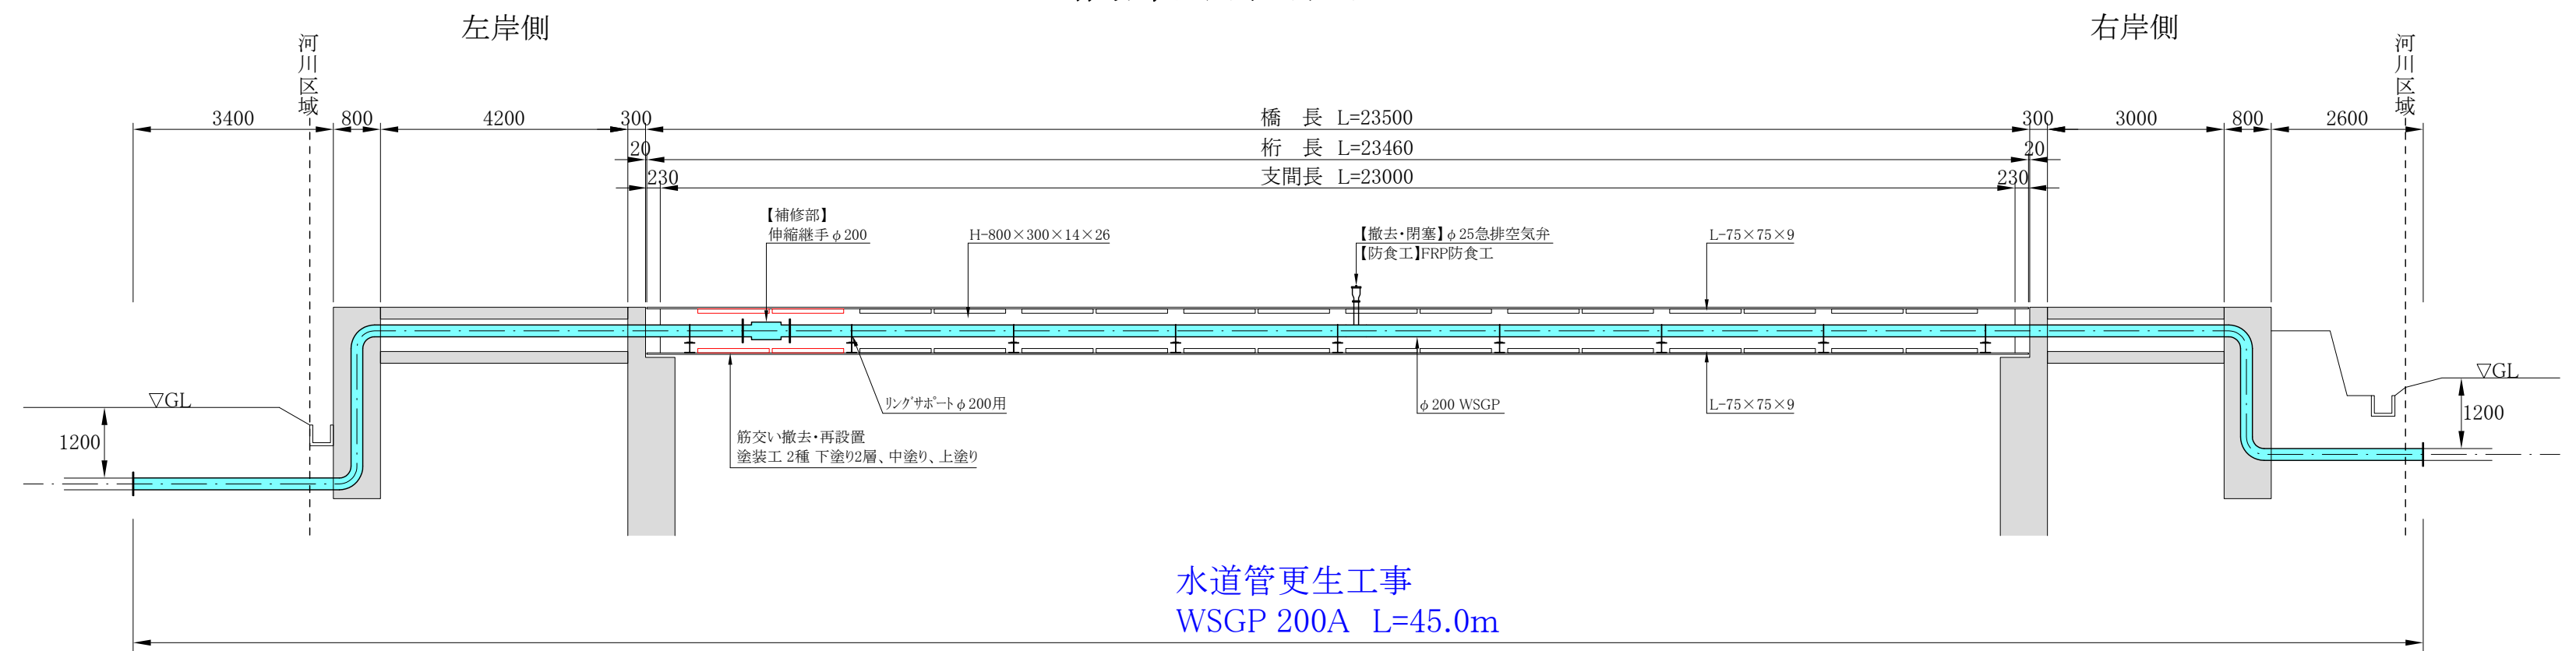 左岸側
右岸側
河川区域
河川区域
3400
800
4200
300
橋 長 L=23500
300
3000
800
2600
20
桁 長 L=23460
20
230
支間長 L=23000
230
【補修部】
伸縮継手φ200
H-800×300×14×26
【撤去・閉塞】φ25急排空気弁
【防食工】FRP防食工
L-75×75×9
▽GL
▽GL
1200
1200
リングサポートφ200用
φ200 WSGP
L-75×75×9
筋交い撤去・再設置
塗装工 2種 下塗り2層、中塗り、上塗り
水道管更生工事
WSGP 200A L=45.0m